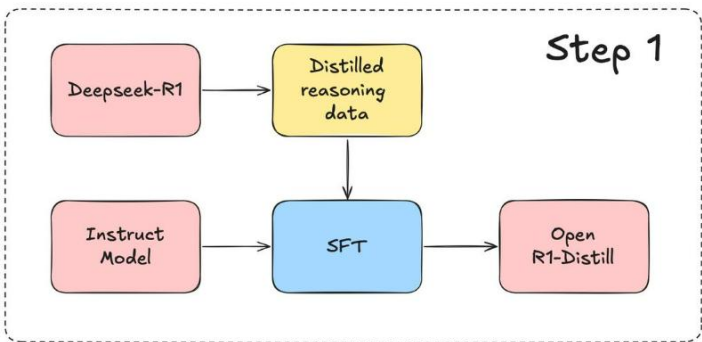 Step 1
Deepseek-R1
Distilled
reasoning
data
Instruct
Model
SFT
Open
R1-Distill